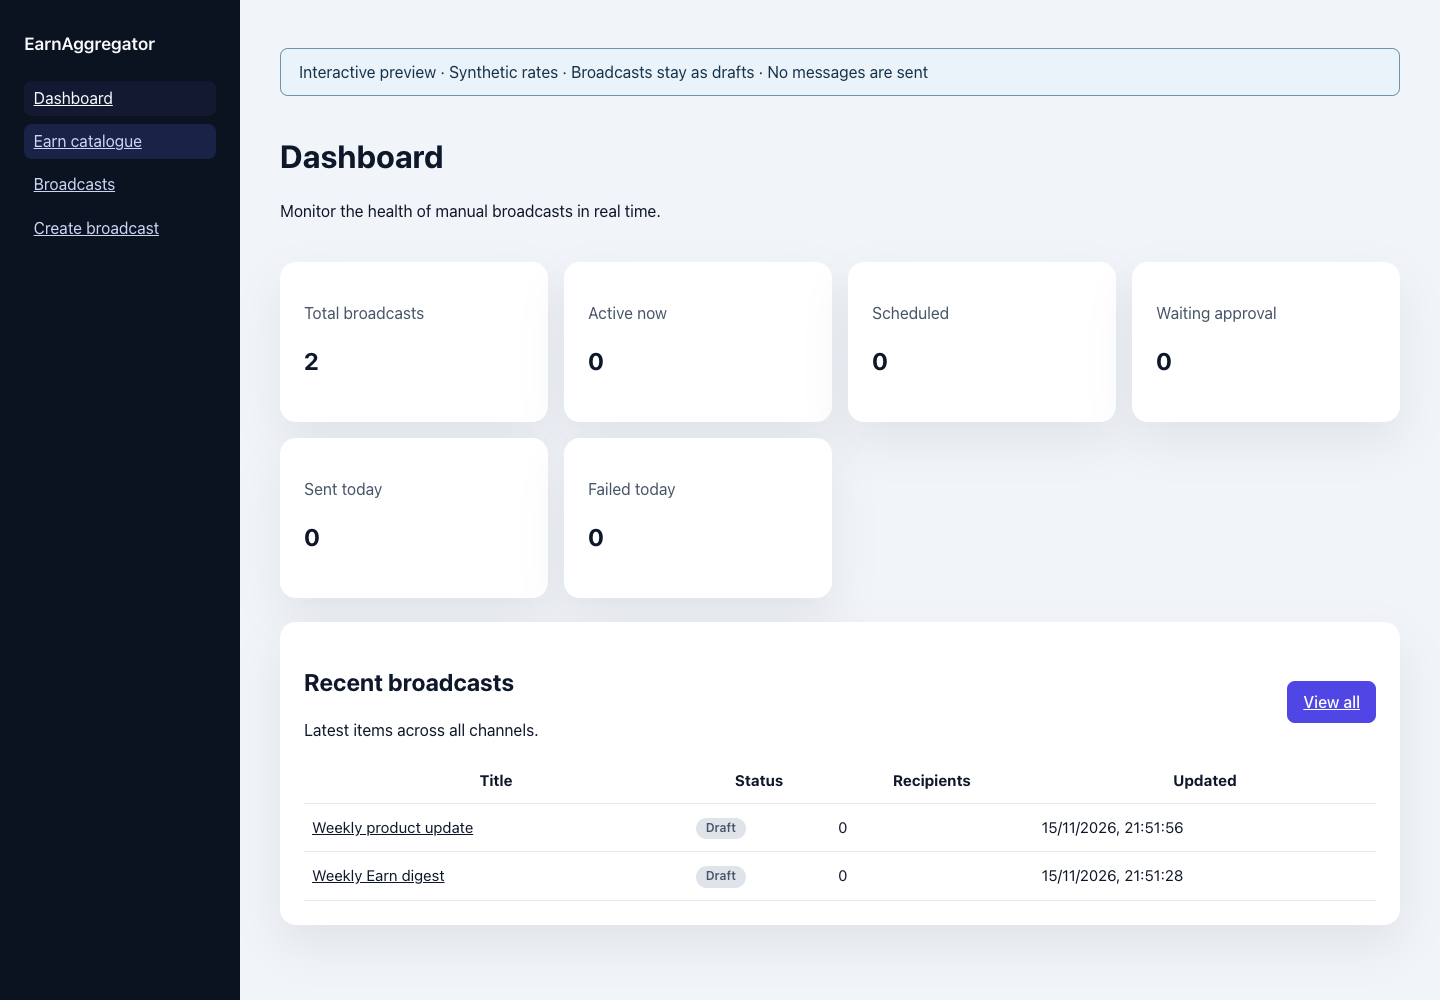 EarnAggregator
Dashboard
Earn catalogue
Broadcasts
Create broadcast
Interactive preview · Synthetic rates · Broadcasts stay as drafts · No messages are sent
Dashboard
Monitor the health of manual broadcasts in real time.
Total broadcasts
2
Active now
0
Scheduled
0
Waiting approval
0
Sent today
0
Failed today
0
Recent broadcasts
Latest items across all channels.
View all
Title Status Recipients Updated
Weekly product update Draft 0 15/11/2026, 21:51:56
Weekly Earn digest Draft 0 15/11/2026, 21:51:28